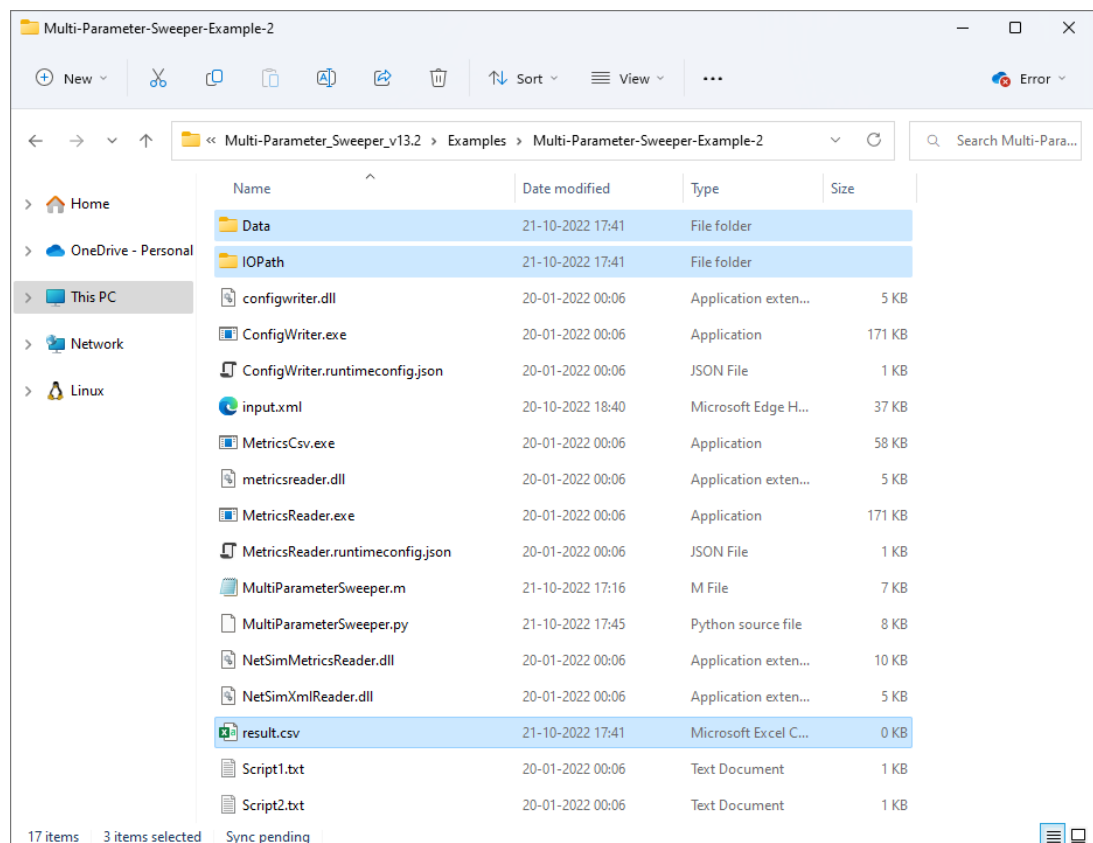 Multi-Parameter-Sweeper-Example-2
New Sort View ... Error
« Multi-Parameter_Sweeper_v13.2 > Examples > Multi-Parameter-Sweeper-Example-2 Search Multi-Para...
Home
OneDrive - Personal
This PC
Network
Linux
Name Date modified Type Size
Data 21-10-2022 17:41 File folder
IOPath 21-10-2022 17:41 File folder
configwriter.dll 20-01-2022 00:06 Application exten... 5 KB
ConfigWriter.exe 20-01-2022 00:06 Application 171 KB
ConfigWriter.runtimeconfig.json 20-01-2022 00:06 JSON File 1 KB
input.xml 20-10-2022 18:40 Microsoft Edge H... 37 KB
MetricsCsv.exe 20-01-2022 00:06 Application 58 KB
metricsreader.dll 20-01-2022 00:06 Application exten... 5 KB
MetricsReader.exe 20-01-2022 00:06 Application 171 KB
MetricsReader.runtimeconfig.json 20-01-2022 00:06 JSON File 1 KB
MultiParameterSweeper.m 21-10-2022 17:16 M File 7 KB
MultiParameterSweeper.py 21-10-2022 17:45 Python source file 8 KB
NetSimMetricsReader.dll 20-01-2022 00:06 Application exten... 10 KB
NetSimXmlReader.dll 20-01-2022 00:06 Application exten... 5 KB
result.csv 21-10-2022 17:41 Microsoft Excel C... 0 KB
Script1.txt 20-01-2022 00:06 Text Document 1 KB
Script2.txt 20-01-2022 00:06 Text Document 1 KB
17 items 3 items selected Sync pending